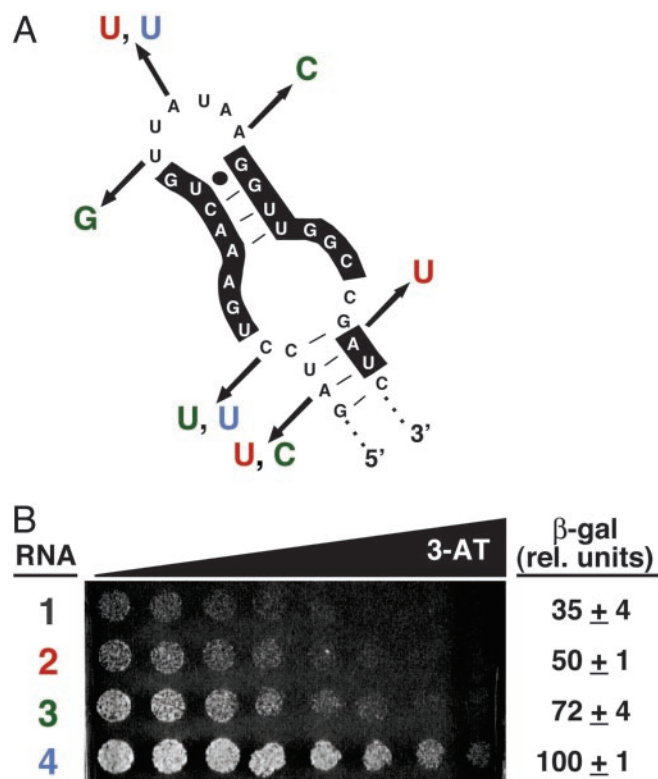 A
U, U
C
G
U U A U A A
G U C A A A G U
G G U U G G C
C
G A U C
C C U A G
U
U, U
U, C
5’
3’
B
RNA
3-AT
β-gal
(rel. units)
1 35 ± 4
2 50 ± 1
3 72 ± 4
4 100 ± 1